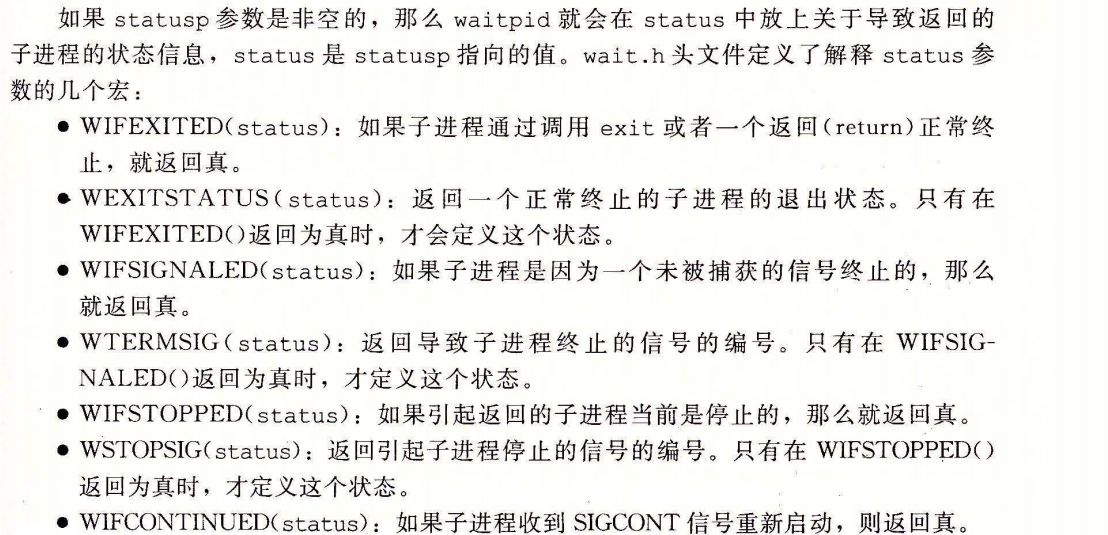 如果 statusp 参数是非空的，那么 waitpid 就会在 status 中放上关于导致返回的
子进程的状态信息，status 是 statusp 指向的值。wait.h 头文件定义了解释 status 参
数的几个宏：
● WIFEXITED(status)：如果子进程通过调用 exit 或者一个返回(return)正常终
止，就返回真。
● WEXITSTATUS(status)：返回一个正常终止的子进程的退出状态。只有在
WIFEXITED()返回为真时，才会定义这个状态。
● WIFSIGNALED(status)：如果子进程是因为一个未被捕获的信号终止的，那么
就返回真。
● WTERMSIG(status)：返回导致子进程终止的信号的编号。只有在 WIFSIG-
NALED()返回为真时，才定义这个状态。
● WIFSTOPPED(status)：如果引起返回的子进程当前是停止的，那么就返回真。
● WSTOPSIG(status)：返回引起子进程停止的信号的编号。只有在 WIFSTOPPED()
返回为真时，才定义这个状态。
● WIFCONTINUED(status)：如果子进程收到 SIGCONT 信号重新启动，则返回真。